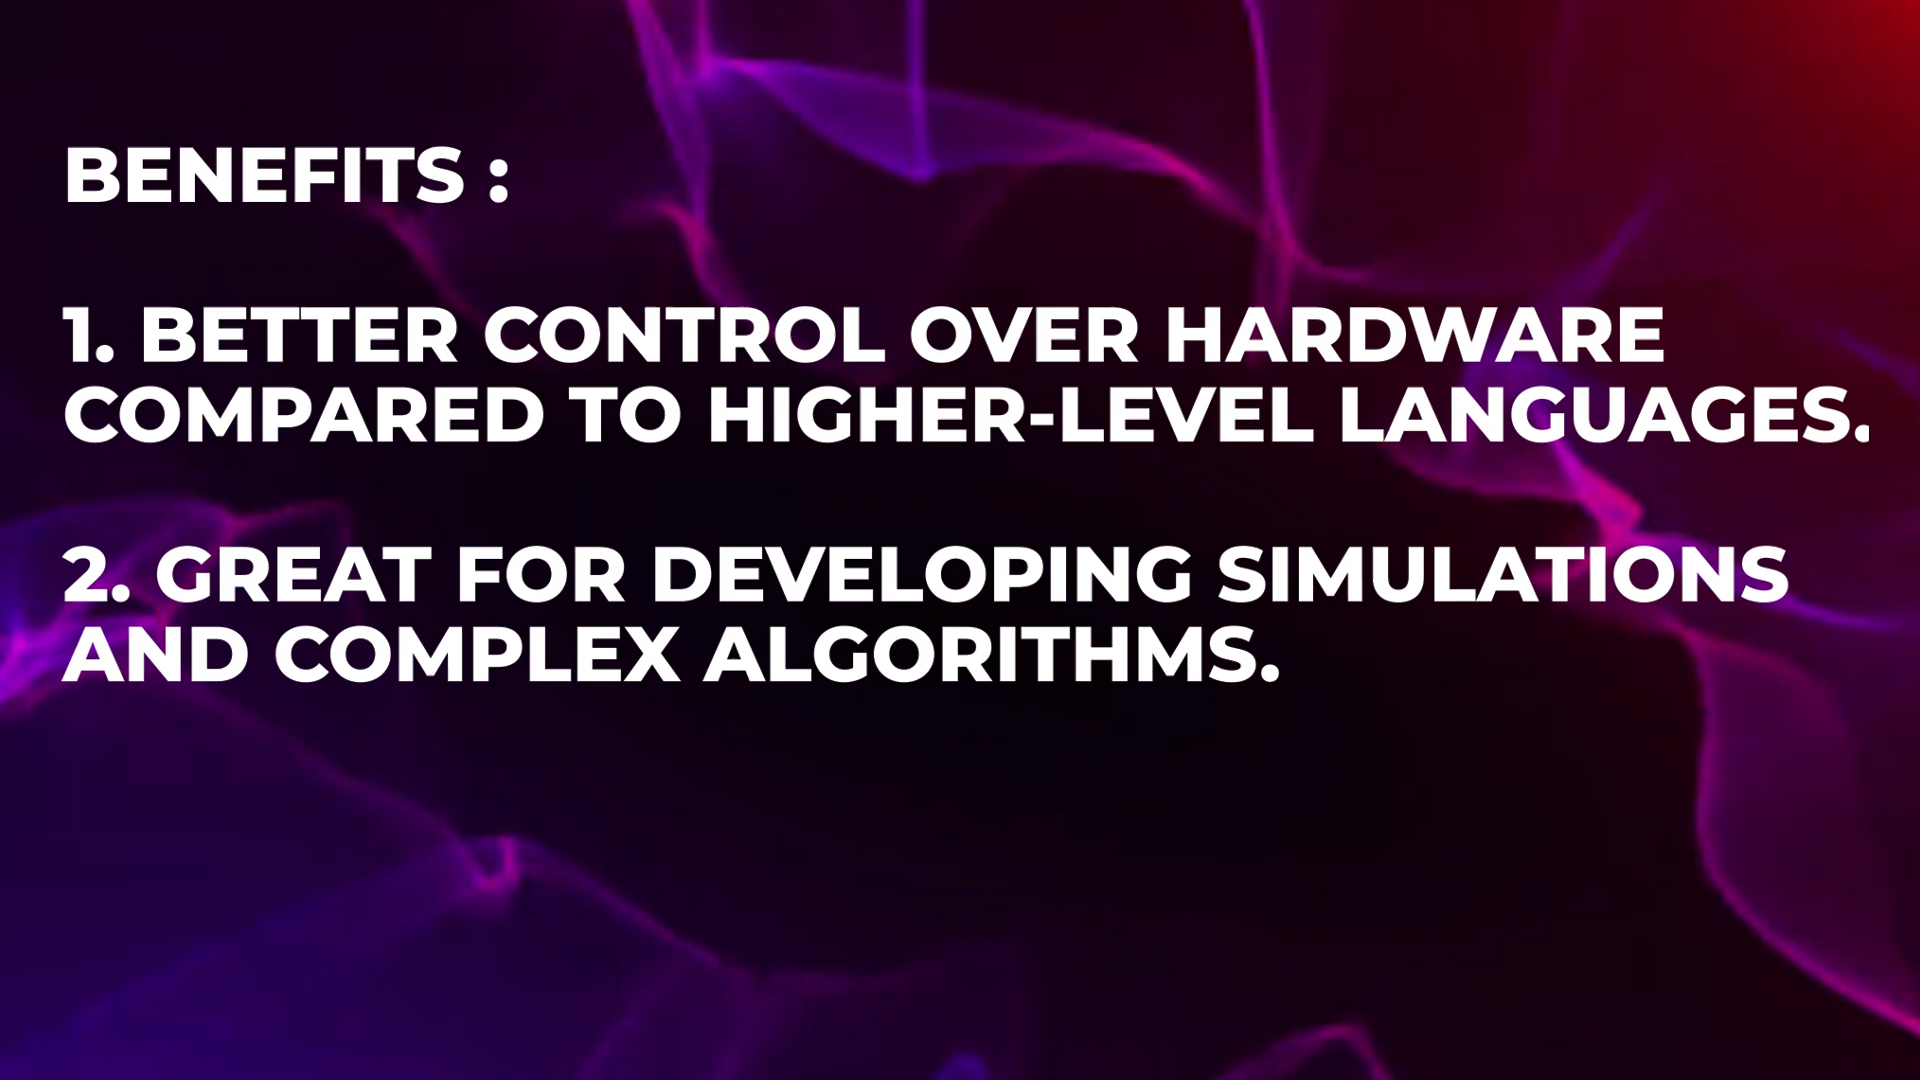 BENEFITS :
1. BETTER CONTROL OVER HARDWARE
COMPARED TO HIGHER-LEVEL LANGUAGES.
2. GREAT FOR DEVELOPING SIMULATIONS
AND COMPLEX ALGORITHMS.